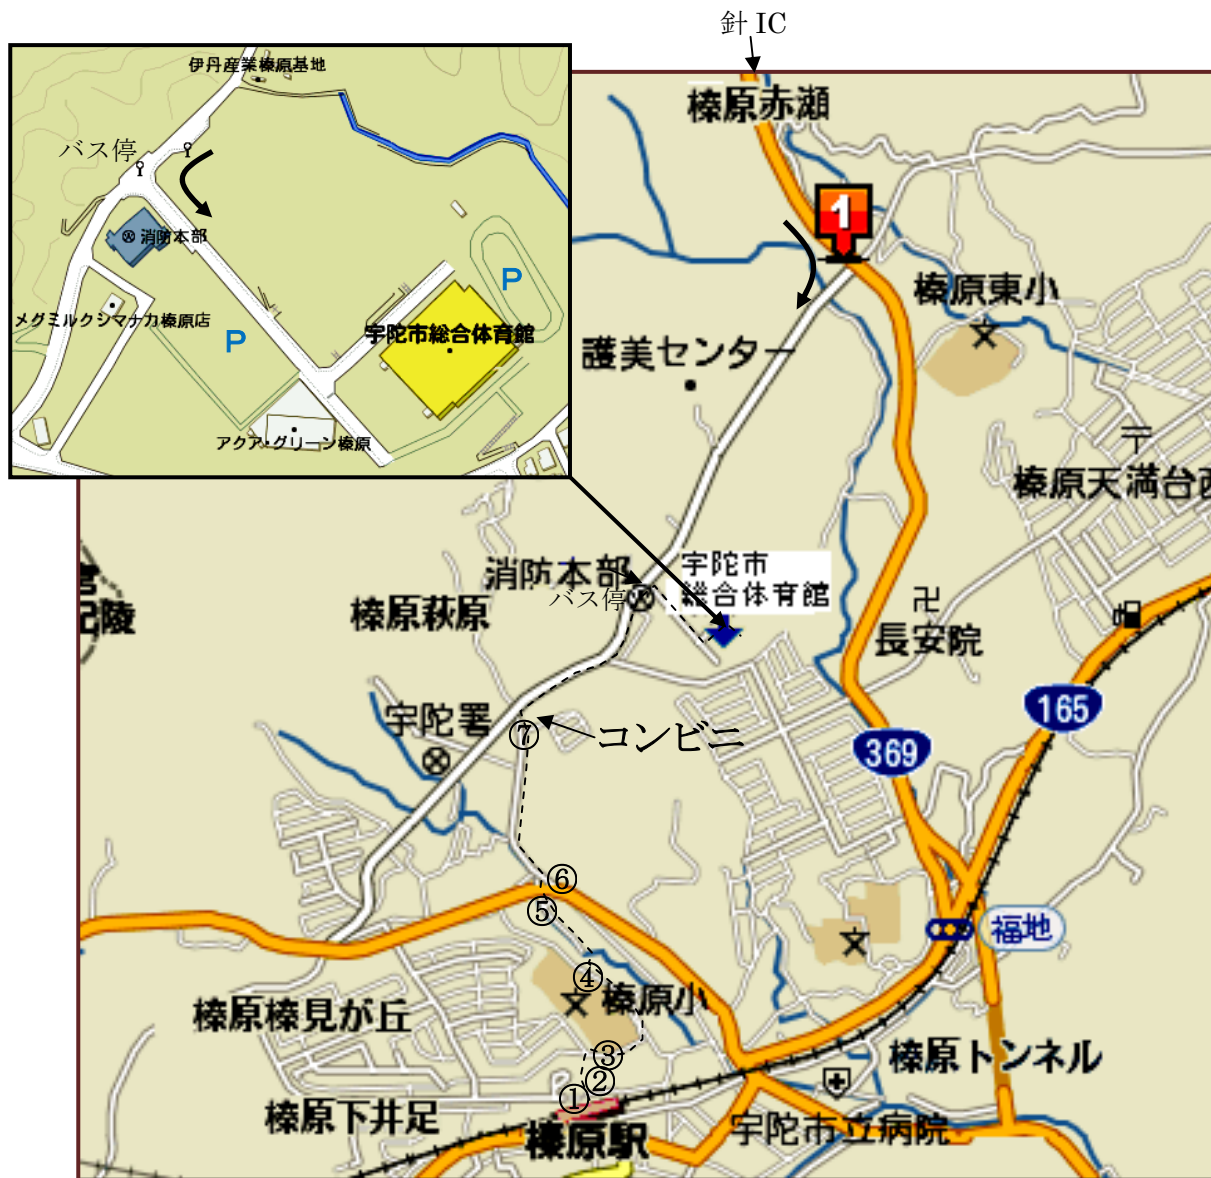 針 IC
伊丹産業榛原基地
バス停
消防本部
メグミルクシマナカ榛原店
P
P
宇陀市総合体育館
アクア・グリーン榛原
榛原赤瀬
1
榛原東小
護美センター
榛原天満台西
消防本部
バス停
宇陀市
総合体育館
榛原萩原
陵
長安院
165
宇陀署
⑦
コンビニ
369
⑥
⑤
福地
④
榛原小
榛原榛見が丘
③
②
①
榛原トンネル
榛原下井足
榛原駅
宇陀市立病院